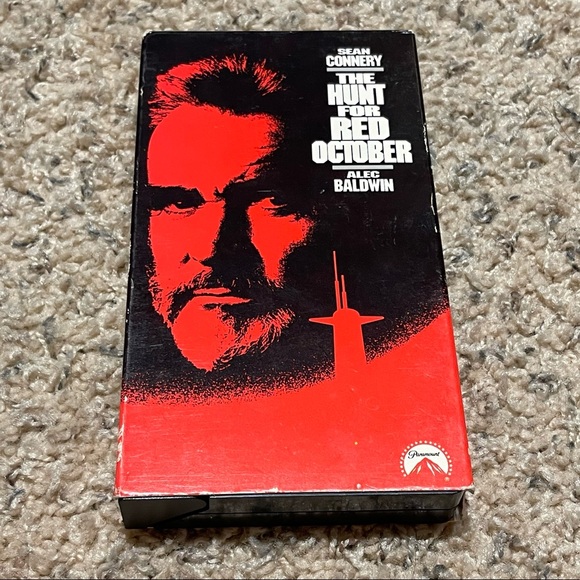 SEAN
CONNERY
THE
HUNT
FOR
RED
OCTOBER
ALEC
BALDWIN
Paramount